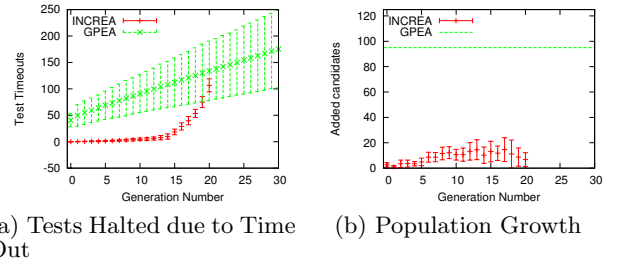 250
200
150
100
50
0
-50
Test Timeouts
INCREA
GPEA
0 5 10 15 20 25 30
Generation Number
a) Tests Halted due to Time
Out
120
100
80
60
40
20
0
Added candidates
INCREA
GPEA
0 5 10 15 20 25 30
Generation Number
(b) Population Growth